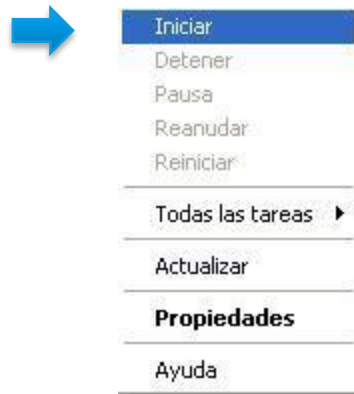 Iniciar
Detener
Pausa
Reanudar
Reiniciar
Todas las tareas
Actualizar
Propiedades
Ayuda